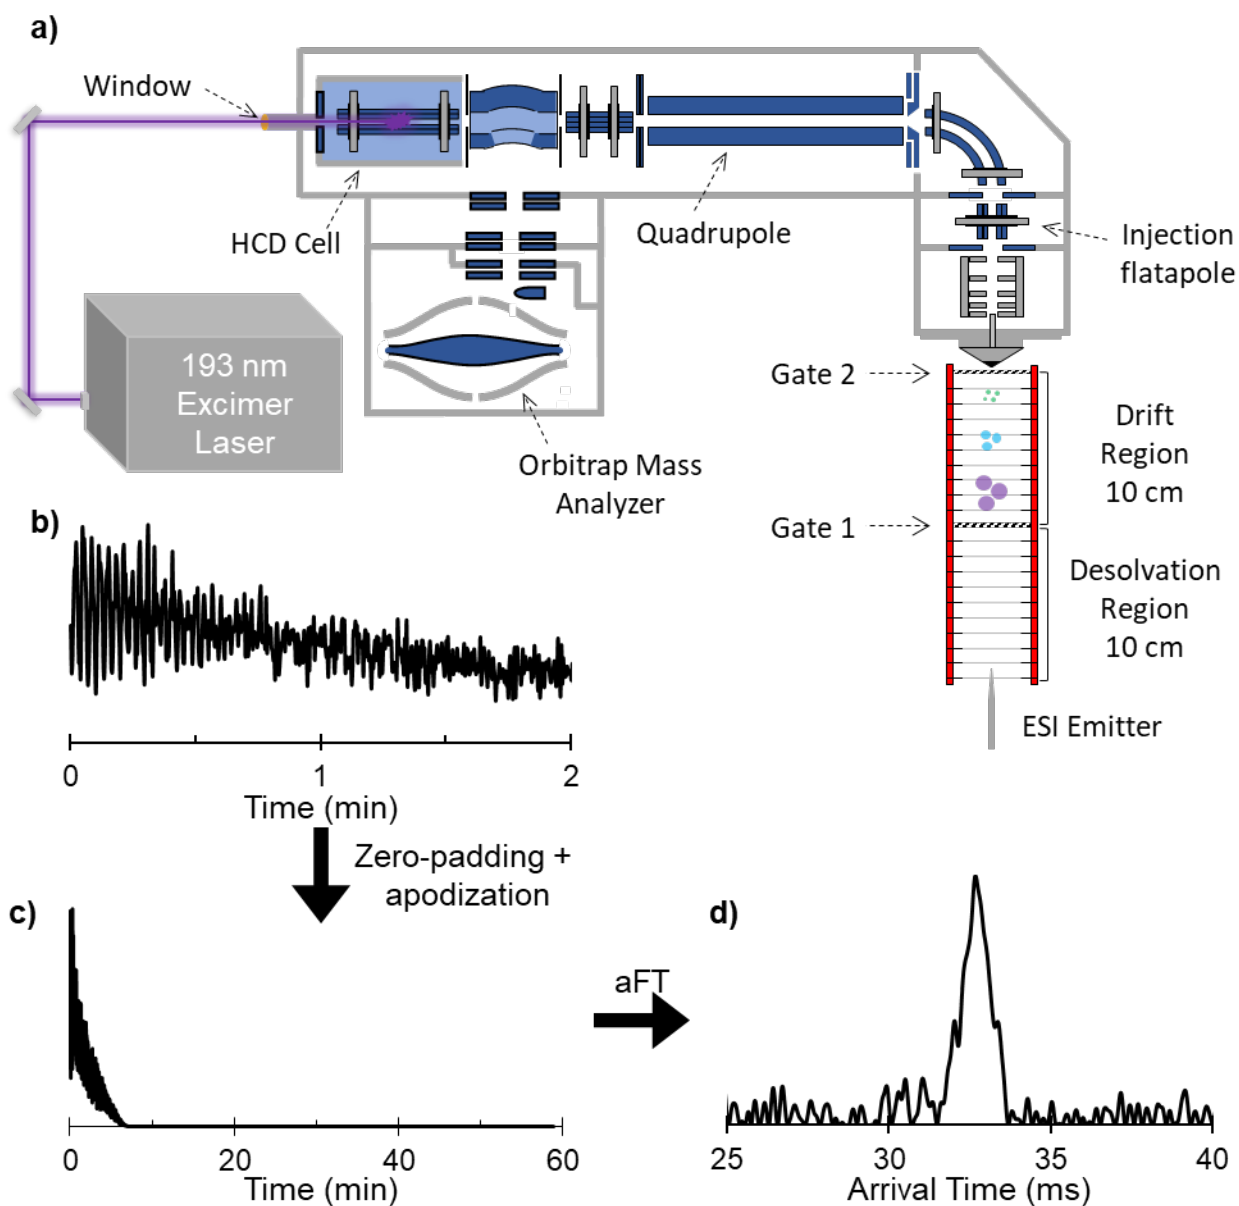 a)
Window
HCD Cell
Quadrupole
Injection
flatapole
193 nm
Excimer
Laser
Orbitrap Mass
Analyzer
Gate 2
Drift
Region
10 cm
Gate 1
Desolvation
Region
10 cm
ESI Emitter
b)
0 1 2
Time (min)
Zero-padding +
apodization
c)
0 20 40 60
Time (min)
aFT
d)
25 30 35 40
Arrival Time (ms)